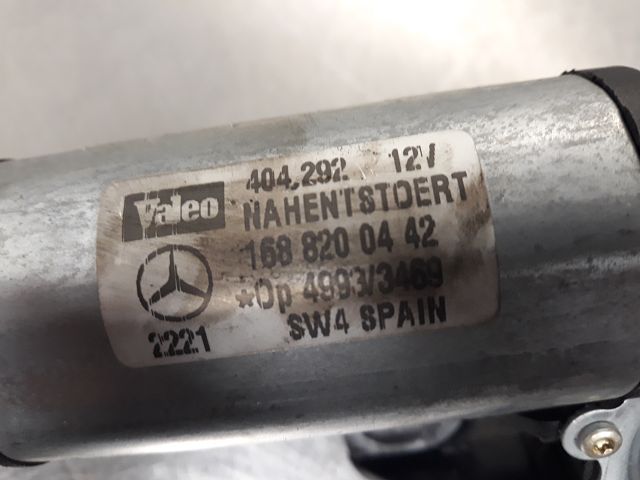 Valeo 404.292 12V
NAHENTSTOERT
168 820 04 42
*Op 4993/3469
2221 SW4 SPAIN